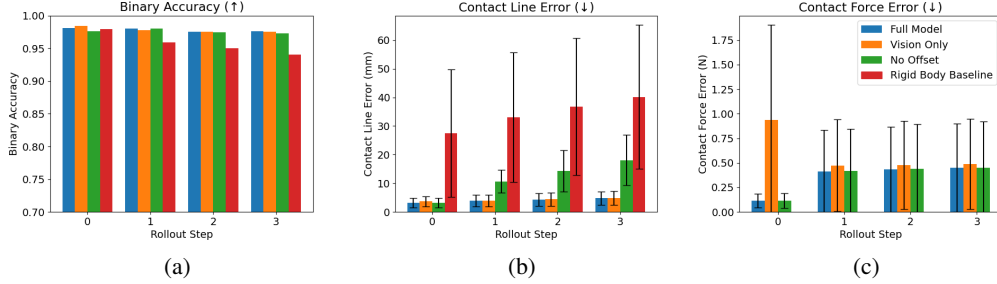 Binary Accuracy (↑)
1.00
0.95
0.90
0.85
0.80
0.75
0.70
Binary Accuracy
0 1 2 3
Rollout Step
(a)
Contact Line Error (↓)
60
50
40
30
20
10
0
Contact Line Error (mm)
0 1 2 3
Rollout Step
(b)
Contact Force Error (↓)
1.75
1.50
1.25
1.00
0.75
0.50
0.25
0.00
Contact Force Error (N)
Full Model
Vision Only
No Offset
Rigid Body Baseline
0 1 2 3
Rollout Step
(c)